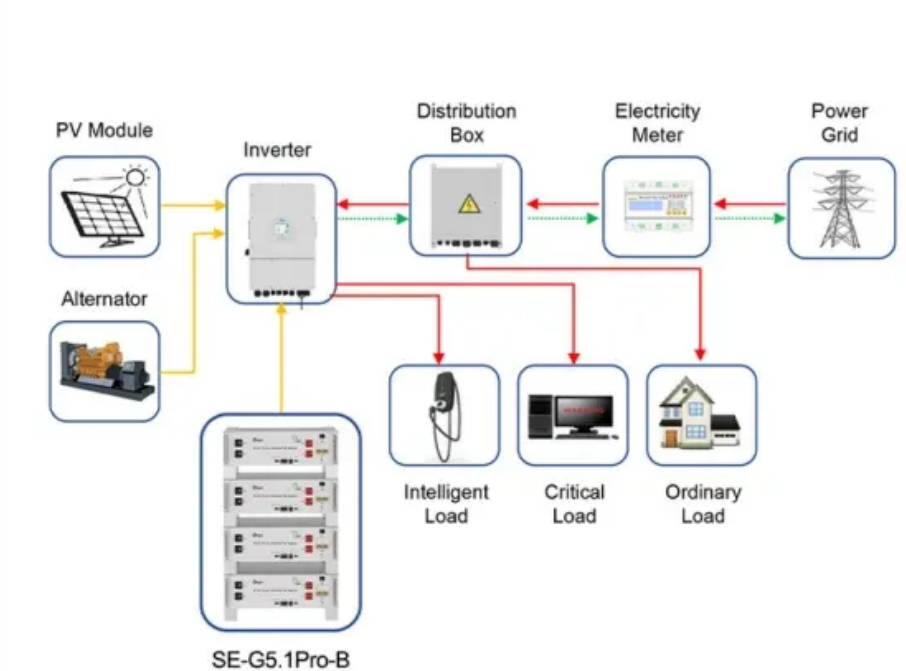 PV Module
Inverter
Distribution
Box
Electricity
Meter
Power
Grid
Alternator
Intelligent
Load
Critical
Load
Ordinary
Load
SE-G5.1Pro-B